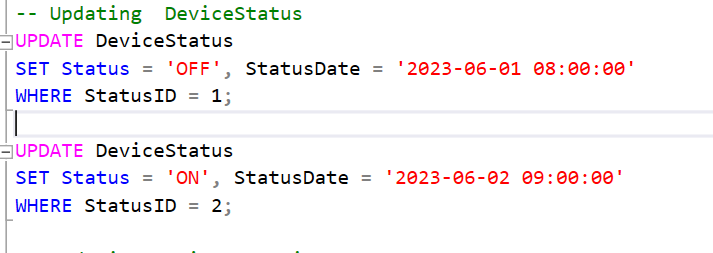 -- Updating  DeviceStatus
UPDATE DeviceStatus
SET Status = 'OFF', StatusDate = '2023-06-01 08:00:00'
WHERE StatusID = 1;
UPDATE DeviceStatus
SET Status = 'ON', StatusDate = '2023-06-02 09:00:00'
WHERE StatusID = 2;